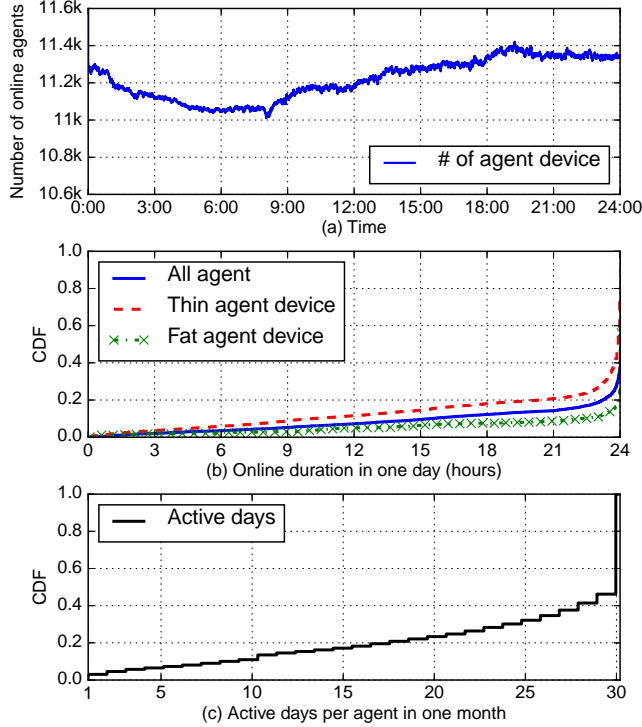 Number of online agents
11.4k
11.2k
11k
10.8k
10.6k
# of agent device
0:00 3:00 6:00 9:00 12:00 15:00 18:00 21:00 24:00
(a) Time
CDF
1.0
0.8
0.6
0.4
0.2
0.0
All agent
Thin agent device
Fat agent device
0 3 6 9 12 15 18 21 24
(b) Online duration in one day (hours)
CDF
1.0
0.8
0.6
0.4
0.2
0.0
Active days
1 5 10 15 20 25 30
(c) Active days per agent in one month